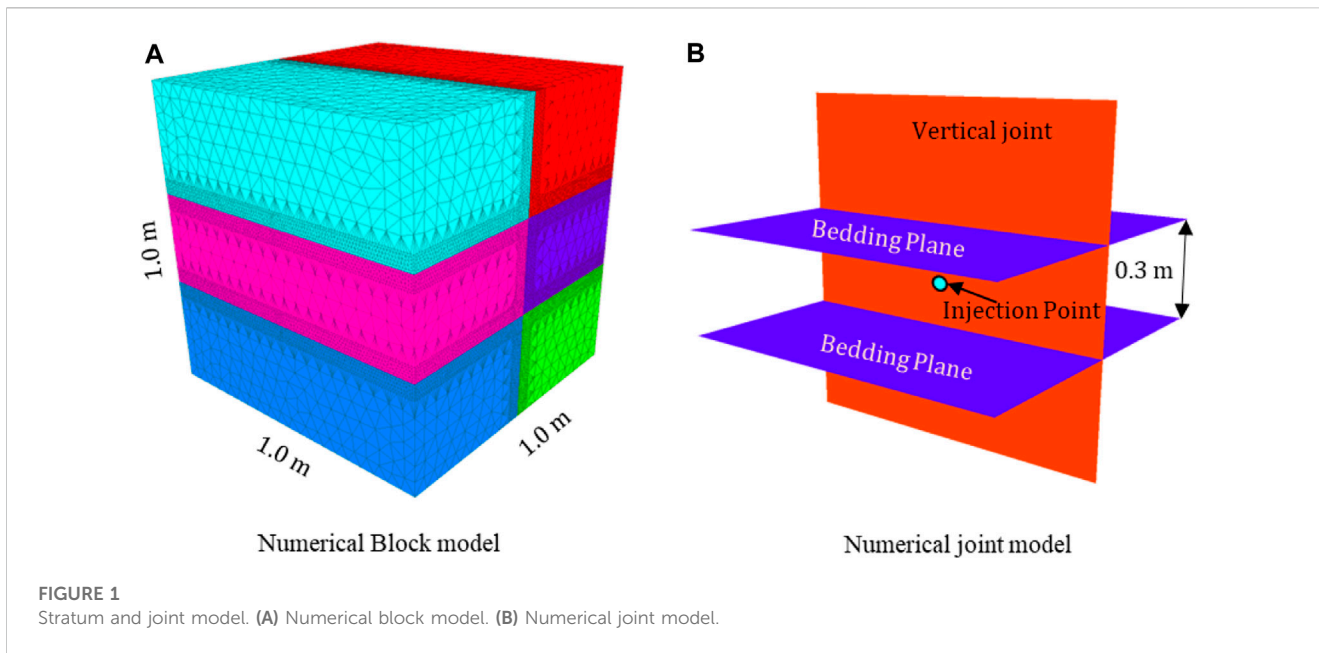 A
1.0 m
1.0 m
1.0 m
Numerical Block model
B
Vertical joint
Bedding Plane
0.3 m
Injection Point
Bedding Plane
Numerical joint model
FIGURE 1
Stratum and joint model. (A) Numerical block model. (B) Numerical joint model.